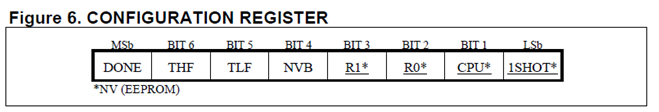 Figure 6. CONFIGURATION REGISTER
MSb BIT 6 BIT 5 BIT 4 BIT 3 BIT 2 BIT 1 LSb
DONE THF TLF NVB R1* R0* CPU* 1SHOT*
*NV (EEPROM)